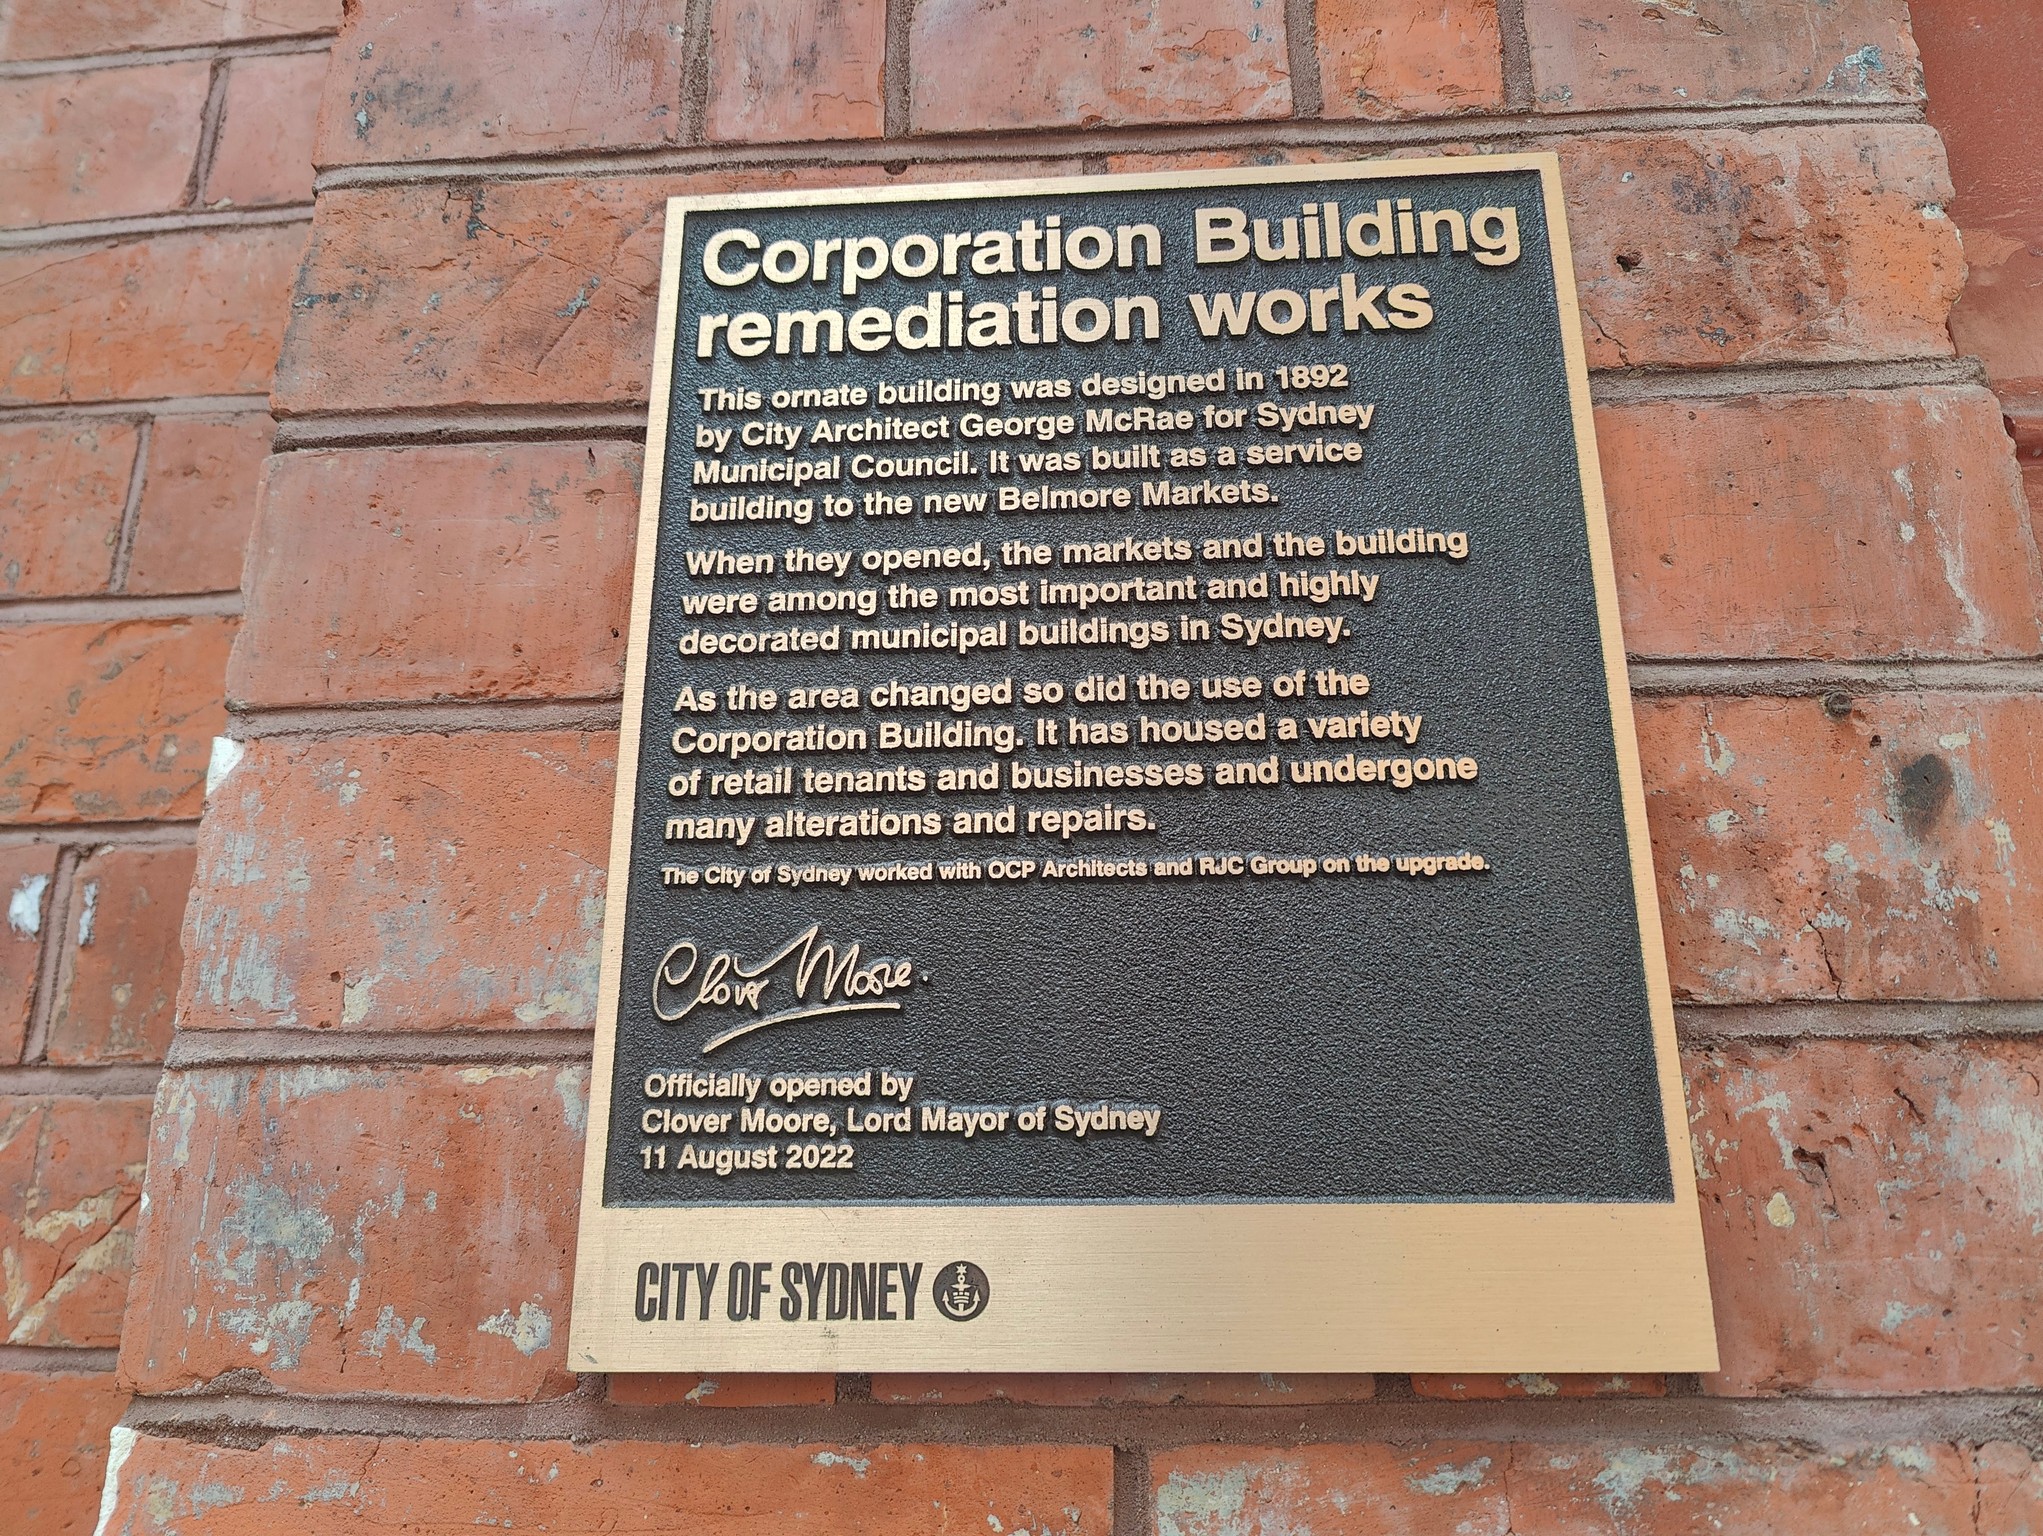 Corporation Building
remediation works
This ornate building was designed in 1892
by City Architect George McRae for Sydney
Municipal Council. It was built as a service
building to the new Belmore Markets.
When they opened, the markets and the building
were among the most important and highly
decorated municipal buildings in Sydney.
As the area changed so did the use of the
Corporation Building. It has housed a variety
of retail tenants and businesses and undergone
many alterations and repairs.
The City of Sydney worked with OCP Architects and RJC Group on the upgrade.
Clover Moore.
Officially opened by
Clover Moore, Lord Mayor of Sydney
11 August 2022
CITY OF SYDNEY